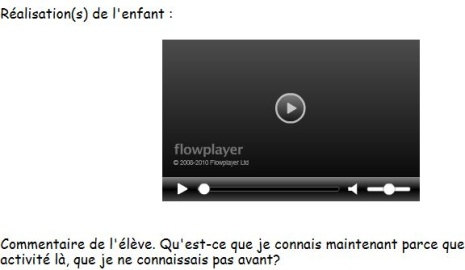 Réalisation(s) de l'enfant :
flowplayer
© 2008-2010 Flowplayer Ltd
Commentaire de l'élève. Qu'est-ce que je connais maintenant parce que
activité là, que je ne connaissais pas avant?